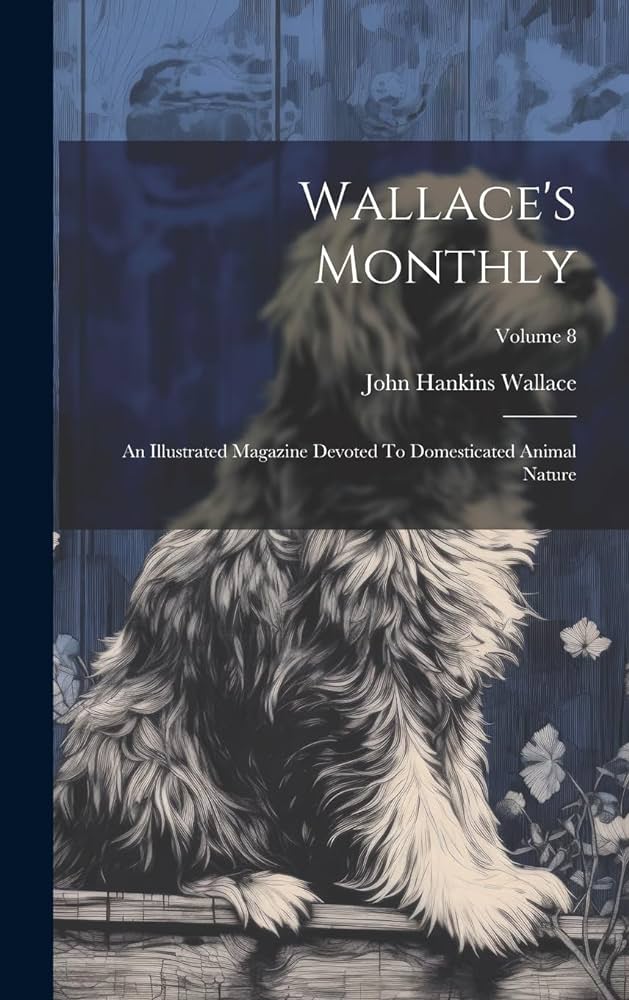 Wallace's
Monthly
Volume 8
John Hankins Wallace
An Illustrated Magazine Devoted To Domesticated Animal
Nature